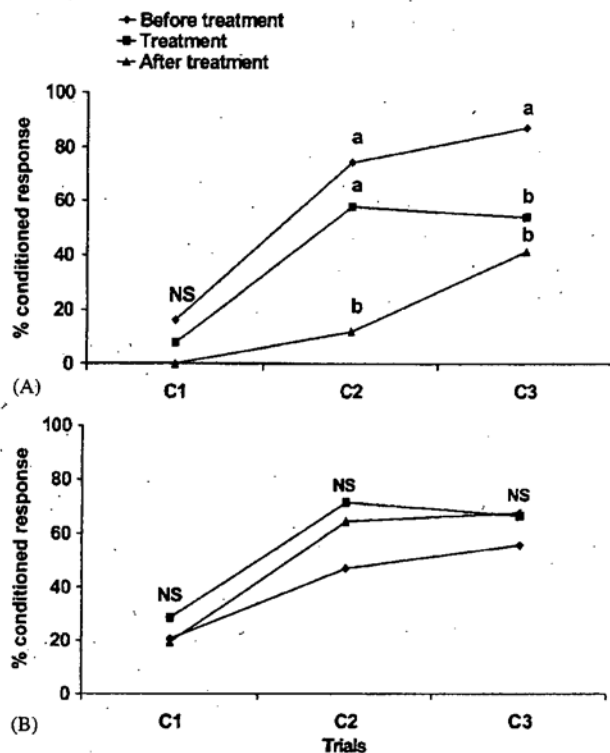 Before treatment
Treatment
After treatment
100
80
60
40
20
0
% conditioned response
NS
a
a
b
a
b
b
(A)
C1 C2 C3
100
80
60
40
20
0
% conditioned response
NS
NS
NS
(B)
C1 C2 C3
Trials